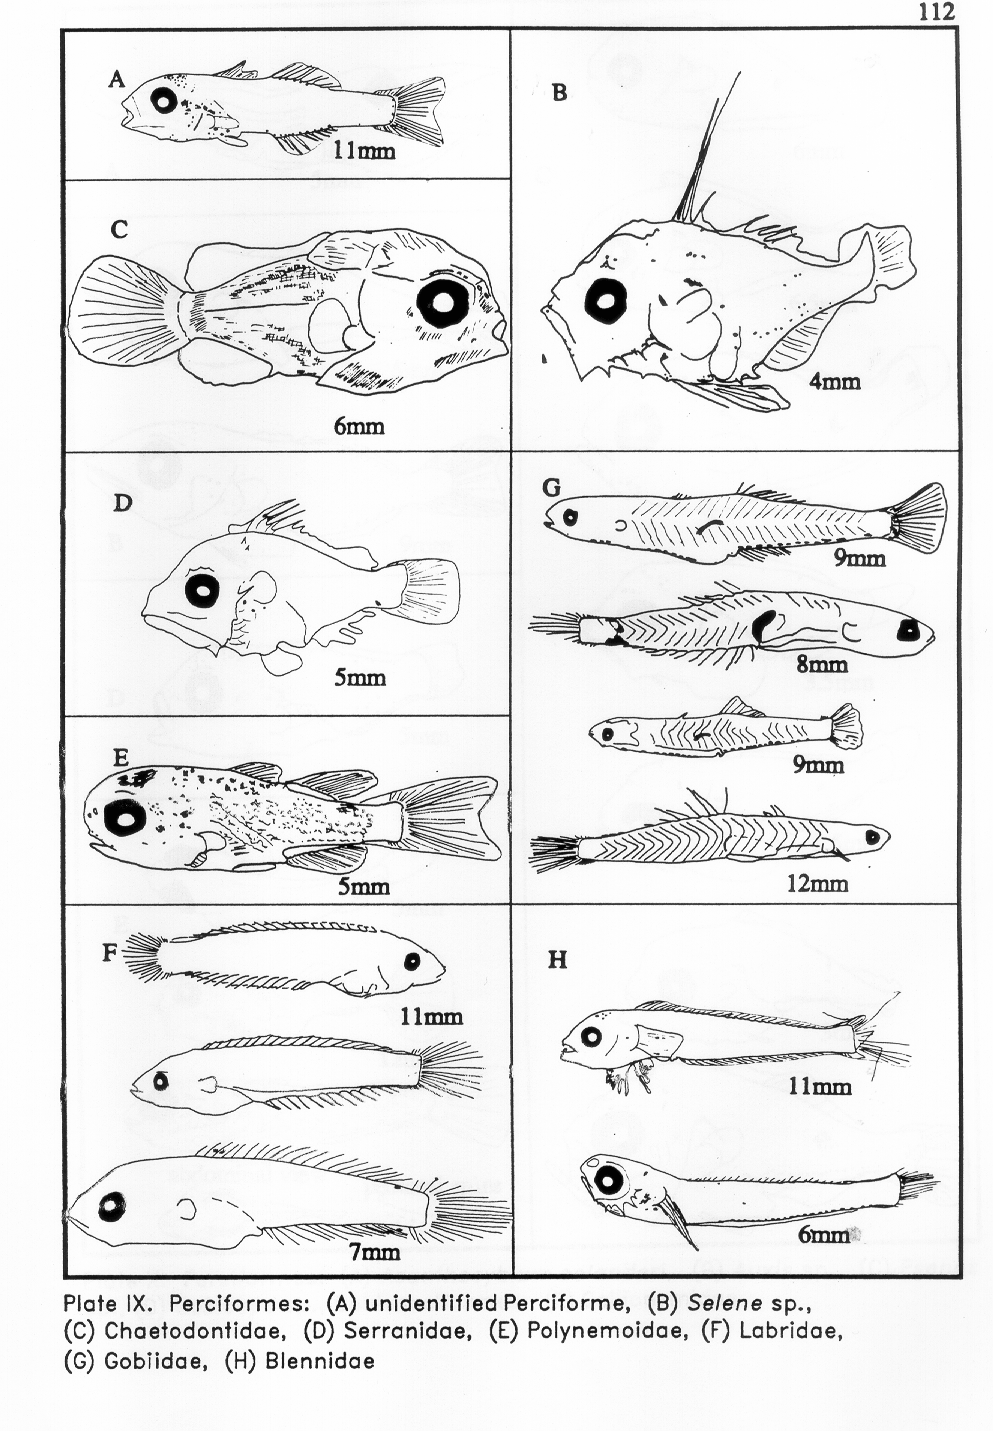 112
A
11mm
B
4mm
C
6mm
D
5mm
E
5mm
F
11mm
7mm
G
9mm
8mm
9mm
12mm
H
11mm
6mm
Plate IX. Perciformes: (A) unidentified Perciforme, (B) Selene sp.,
(C) Chaetodontidae, (D) Serranidae, (E) Polynemoidae, (F) Labridae,
(G) Gobiidae, (H) Blennidae